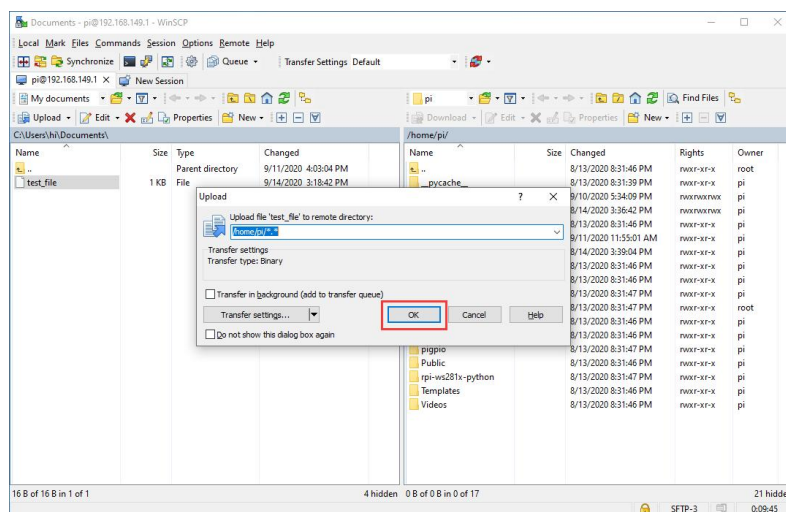 Documents - pi@192.168.149.1 - WinSCP
Local Mark Files Commands Session Options Remote Help
Synchronize Queue Transfer Settings Default
pi@192.168.149.1 X New Session
My documents pi Find Files
Upload Edit Properties New Download Edit Properties New
C:\Users\hi\Documents\ /home/pi/
Name Size Type Changed Name Size Changed Rights Owner
.. Parent directory 9/11/2020 4:03:04 PM .. 8/13/2020 8:31:46 PM rwxr-xr-x root
test_file 1 KB File 9/14/2020 3:18:42 PM __pycache__ 8/13/2020 8:31:39 PM rwxr-xr-x pi
Upload ? X 9/10/2020 5:34:09 PM rwxrwxrwx pi
Upload file 'test_file' to remote directory: 8/14/2020 3:36:42 PM rwxrwxrwx pi
/home/pi/*.* 8/13/2020 8:31:46 PM rwxr-xr-x pi
9/11/2020 11:55:01 AM rwxr-xr-x pi
Transfer settings 8/14/2020 3:39:04 PM rwxr-xr-x pi
Transfer type: Binary 8/13/2020 8:31:46 PM rwxr-xr-x pi
8/13/2020 8:31:46 PM rwxr-xr-x pi
Transfer in background (add to transfer queue) 8/13/2020 8:31:47 PM rwxr-xr-x pi
8/13/2020 8:31:47 PM rwxr-xr-x root
Transfer settings... OK Cancel Help 8/13/2020 8:31:46 PM rwxr-xr-x pi
Do not show this dialog box again 8/13/2020 8:31:46 PM rwxr-xr-x pi
pigpio 8/13/2020 8:31:47 PM rwxr-xr-x pi
Public 8/13/2020 8:31:46 PM rwxr-xr-x pi
rpi-ws281x-python 8/13/2020 8:31:47 PM rwxr-xr-x pi
Templates 8/13/2020 8:31:46 PM rwxr-xr-x pi
Videos 8/13/2020 8:31:46 PM rwxr-xr-x pi
16 B of 16 B in 1 of 1 4 hidden 0 B of 0 B in 0 of 17 21 hidde
SFTP-3 0:09:45